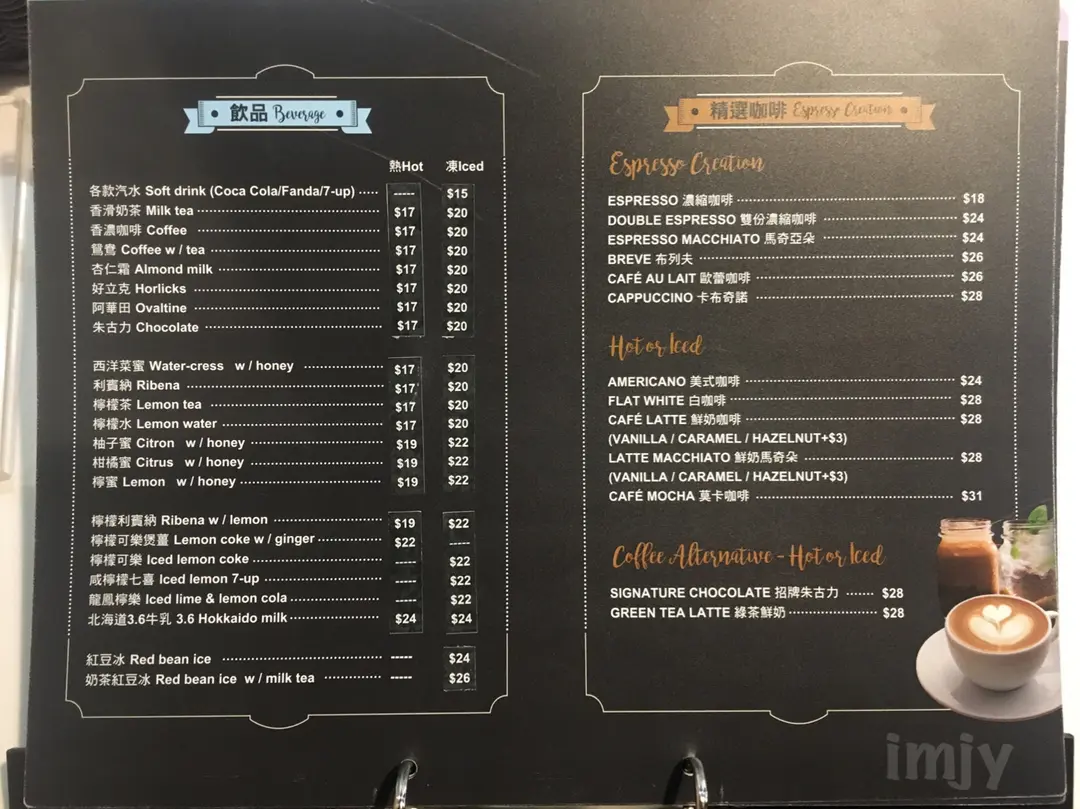 飲品 Beverage
熱Hot 凍Iced
各款汽水 Soft drink (Coca Cola/Fanda/7-up) ..... ----- $15
香滑奶茶 Milk tea $17 $20
香濃咖啡 Coffee $17 $20
鴛鴦 Coffee w / tea $17 $20
杏仁霜 Almond milk $17 $20
好立克 Horlicks $17 $20
阿華田 Ovaltine $17 $20
朱古力 Chocolate $17 $20
西洋菜蜜 Water-cress w / honey $17 $20
利賓納 Ribena $17 $20
檸檬茶 Lemon tea $17 $20
檸檬水 Lemon water $17 $20
柚子蜜 Citron w / honey $19 $22
柑橘蜜 Citrus w / honey $19 $22
檸蜜 Lemon w / honey $19 $22
檸檬利賓納 Ribena w / lemon $19 $22
檸檬可樂煲薑 Lemon coke w / ginger $22 -----
檸檬可樂 Iced lemon coke ----- $22
咸檸檬七喜 Iced lemon 7-up ----- $22
龍鳳檸樂 Iced lime & lemon cola ----- $22
北海道3.6牛乳 3.6 Hokkaido milk $24 $24
紅豆冰 Red bean ice ----- $24
奶茶紅豆冰 Red bean ice w / milk tea ----- $26
精選咖啡 Espresso Creation
Espresso Creation
ESPRESSO 濃縮咖啡 $18
DOUBLE ESPRESSO 雙份濃縮咖啡 $24
ESPRESSO MACCHIATO 馬奇亞朵 $24
BREVE 布列夫 $26
CAFÉ AU LAIT 歐蕾咖啡 $26
CAPPUCCINO 卡布奇諾 $28
Hot or Iced
AMERICANO 美式咖啡 $24
FLAT WHITE 白咖啡 $28
CAFÉ LATTE 鮮奶咖啡 $28
(VANILLA / CARAMEL / HAZELNUT+$3)
LATTE MACCHIATO 鮮奶馬奇朵 $28
(VANILLA / CARAMEL / HAZELNUT+$3)
CAFÉ MOCHA 莫卡咖啡 $31
Coffee Alternative - Hot or Iced
SIGNATURE CHOCOLATE 招牌朱古力 $28
GREEN TEA LATTE 綠茶鮮奶 $28
imjy